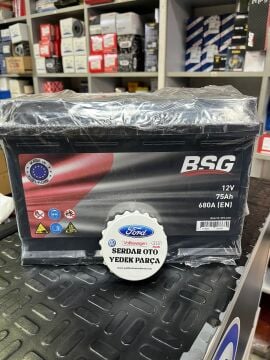 BSG
12V
75Ah
680A (EN)
Ford
Volkswagen
SERDAR OTO
YEDEK PARÇA